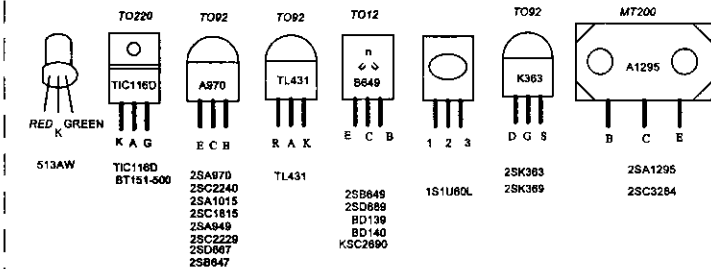 TO220
TO92
TO92
TO12
TO92
MT200
TIC116D
A970
TL431
B649
K363
A1295
RED K GREEN
K A G
E C B
R A K
E C B
1 2 3
D G S
B C E
513AW
TIC116D
BT151-500
2SA970
2SC2240
2SA1015
2SC1815
2SA949
2SC2229
2SD667
2SB647
TL431
2SB649
2SD669
BD139
BD140
KSC2690
1S1U60L
2SK363
2SK369
2SA1295
2SC3264